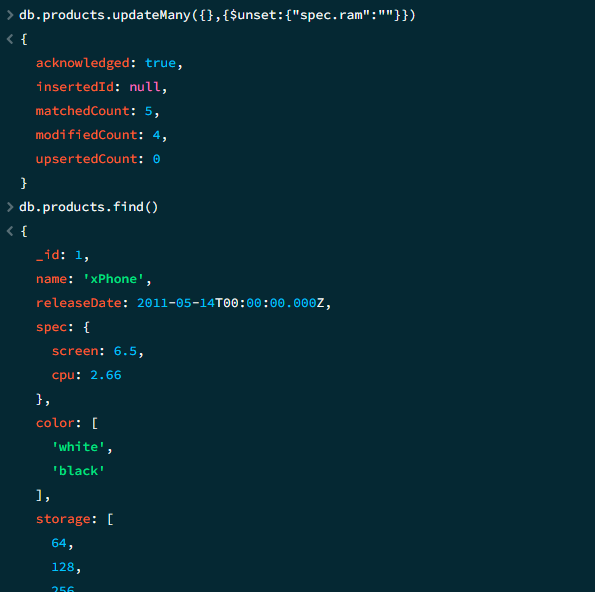 > db.products.updateMany({},{$unset:{"spec.ram":""}})
< {
acknowledged: true,
insertedId: null,
matchedCount: 5,
modifiedCount: 4,
upsertedCount: 0
}
> db.products.find()
< {
_id: 1,
name: 'xPhone',
releaseDate: 2011-05-14T00:00:00.000Z,
spec: {
screen: 6.5,
cpu: 2.66
},
color: [
'white',
'black'
],
storage: [
64,
128,
256